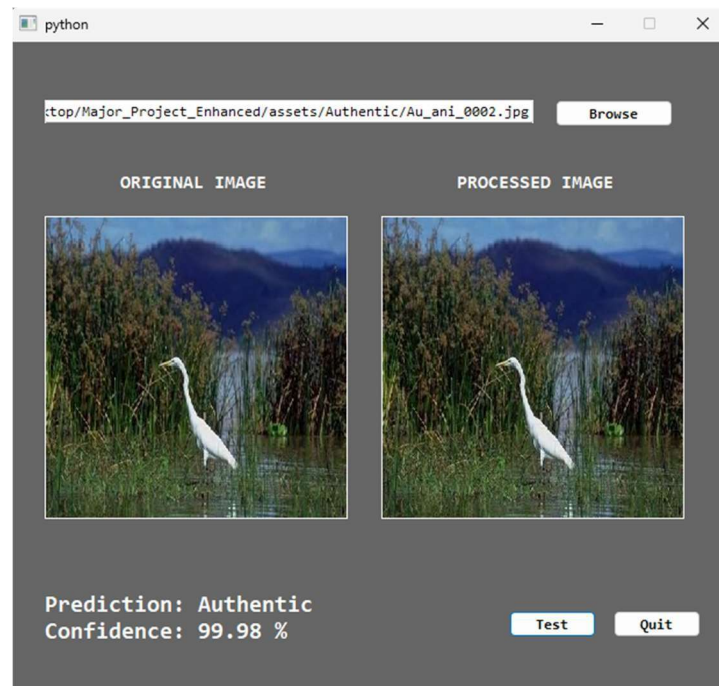 python
:top/Major_Project_Enhanced/assets/Authentic/Au_ani_0002.jpg
Browse
ORIGINAL IMAGE
PROCESSED IMAGE
Prediction: Authentic
Confidence: 99.98 %
Test
Quit